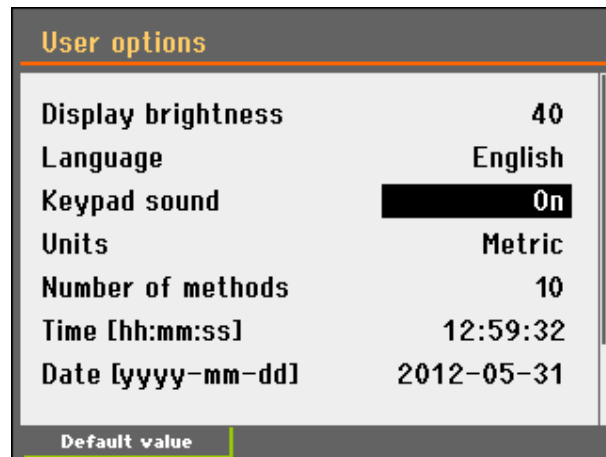 User options
Display brightness 40
Language English
Keypad sound On
Units Metric
Number of methods 10
Time [hh:mm:ss] 12:59:32
Date [yyyy-mm-dd] 2012-05-31
Default value